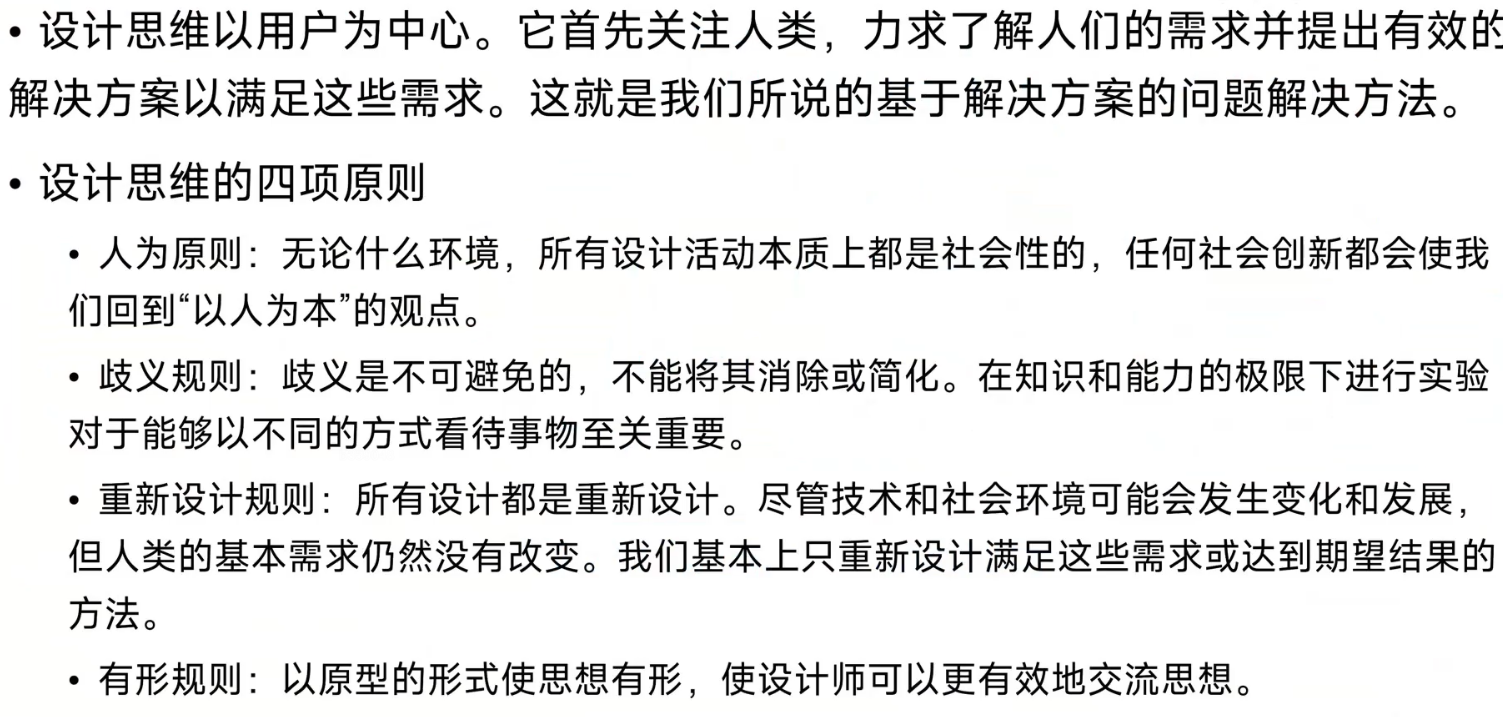 • 设计思维以用户为中心。它首先关注人类，力求了解人们的需求并提出有效的
解决方案以满足这些需求。这就是我们所说的基于解决方案的问题解决方法。
• 设计思维的四项原则
• 人为原则：无论什么环境，所有设计活动本质上都是社会性的，任何社会创新都会使我
们回到“以人为本”的观点。
• 歧义规则：歧义是不可避免的，不能将其消除或简化。在知识和能力的极限下进行实验
对于能够以不同的方式看待事物至关重要。
• 重新设计规则：所有设计都是重新设计。尽管技术和社会环境可能会发生变化和发展，
但人类的基本需求仍然没有改变。我们基本上只重新设计满足这些需求或达到期望结果的
方法。
• 有形规则：以原型的形式使思想有形，使设计师可以更有效地交流思想。